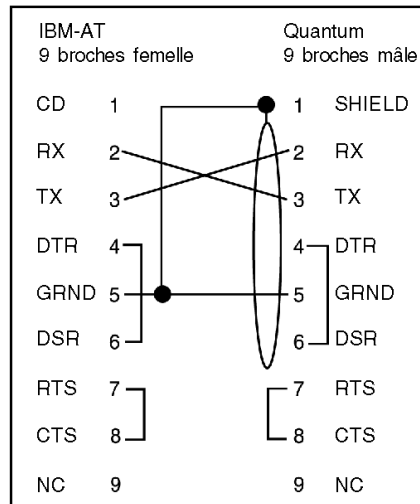 IBM-AT Quantum
9 broches femelle 9 broches mâle
CD 1 1 SHIELD
RX 2 2 RX
TX 3 3 TX
DTR 4 4 DTR
GRND 5 5 GRND
DSR 6 6 DSR
RTS 7 7 RTS
CTS 8 8 CTS
NC 9 9 NC